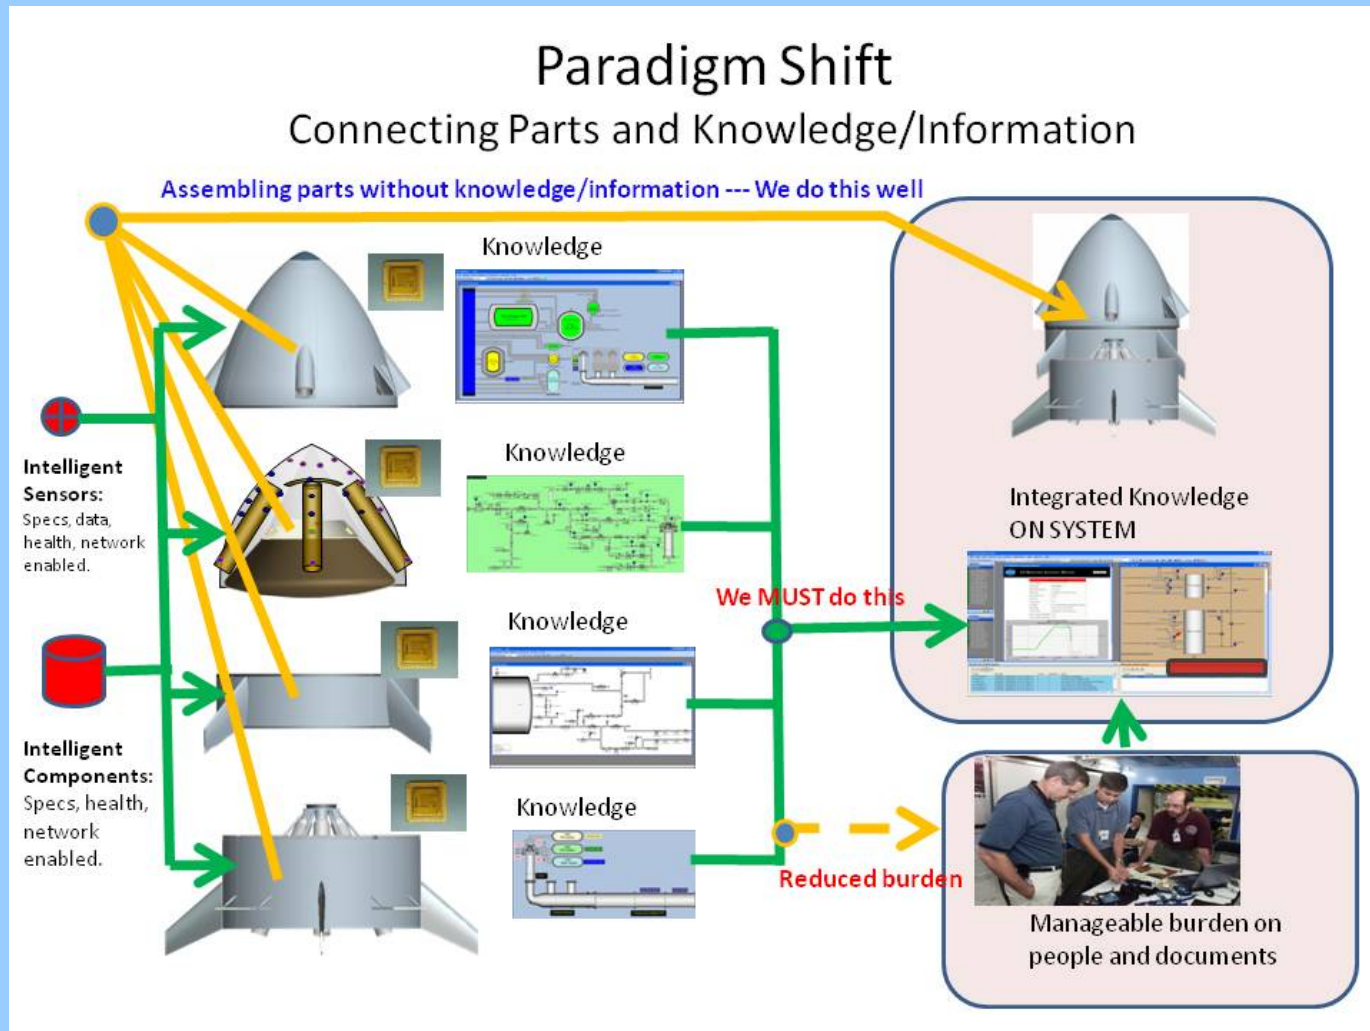 Paradigm Shift
Connecting Parts and Knowledge/Information
Assembling parts without knowledge/information --- We do this well
Knowledge
Knowledge
Knowledge
Knowledge
Intelligent
Sensors:
Specs, data,
health, network
enabled.
Intelligent
Components:
Specs, health,
network
enabled.
We MUST do this
Reduced burden
Integrated Knowledge
ON SYSTEM
Manageable burden on
people and documents